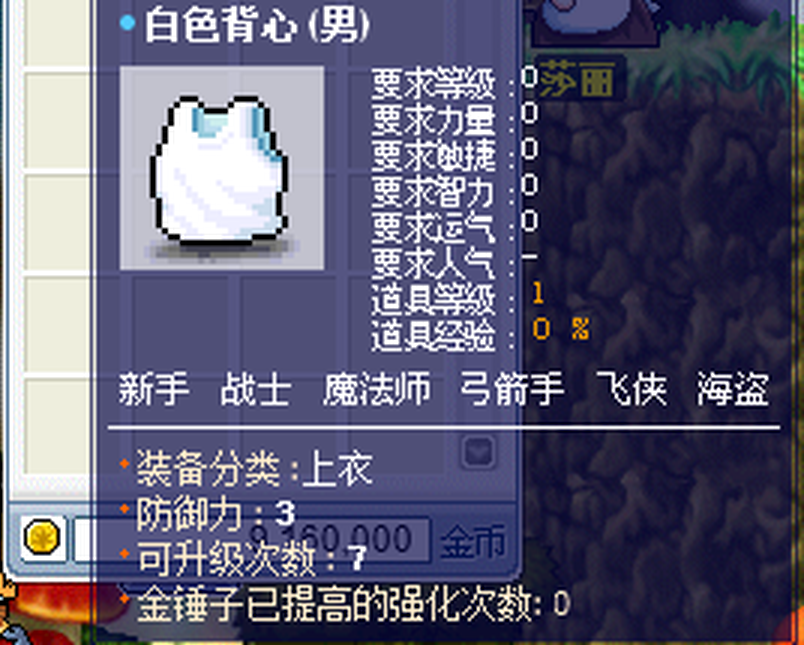 白色背心 (男)
要求等级 : 0
莎丽
要求力量 : 0
要求敏捷 : 0
要求智力 : 0
要求运气 : 0
要求人气 : -
道具等级 : 1
道具经验 : 0 %
新手 战士 魔法师 弓箭手 飞侠 海盗
装备分类 : 上衣
防御力 : 3
9,160,000 金币
可升级次数 : 7
金锤子已提高的强化次数: 0